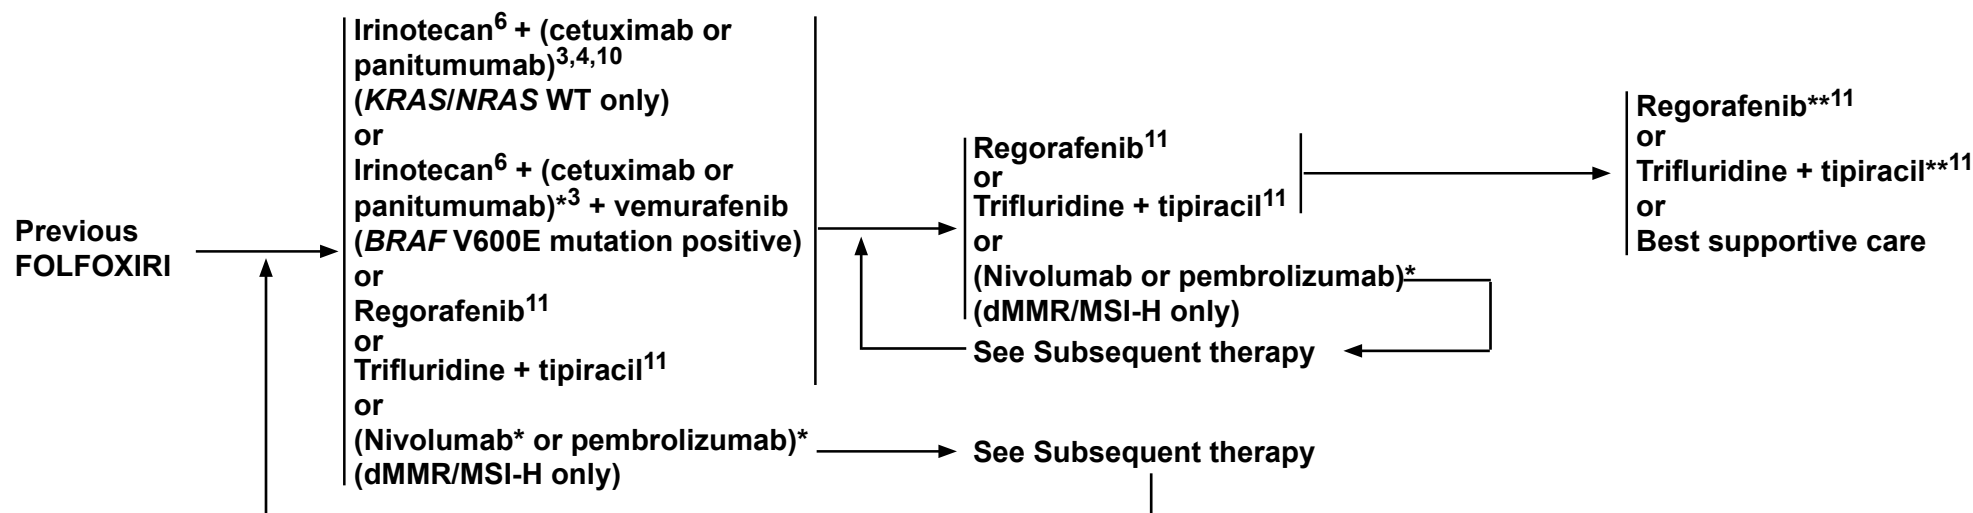 Previous
FOLFOXIRI
Irinotecan6 + (cetuximab or
panitumumab)3,4,10
(KRAS/NRAS WT only)
or
Irinotecan6 + (cetuximab or
panitumumab)*3 + vemurafenib
(BRAF V600E mutation positive)
or
Regorafenib11
or
Trifluridine + tipiracil11
or
(Nivolumab* or pembrolizumab)*
(dMMR/MSI-H only)
Regorafenib11
or
Trifluridine + tipiracil11
or
(Nivolumab or pembrolizumab)*
(dMMR/MSI-H only)
See Subsequent therapy
See Subsequent therapy
Regorafenib**11
or
Trifluridine + tipiracil**11
or
Best supportive care